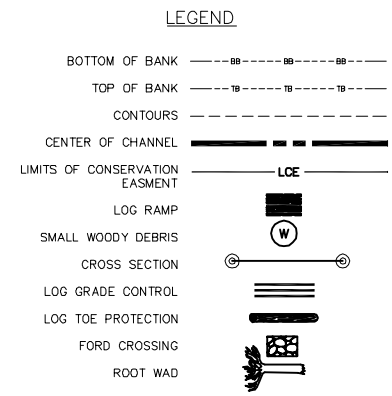 LEGEND
BOTTOM OF BANK BB BB BB
TOP OF BANK TB TB TB
CONTOURS
CENTER OF CHANNEL
LIMITS OF CONSERVATION
EASMENT LCE
LOG RAMP
SMALL WOODY DEBRIS W
CROSS SECTION
LOG GRADE CONTROL
LOG TOE PROTECTION
FORD CROSSING
ROOT WAD